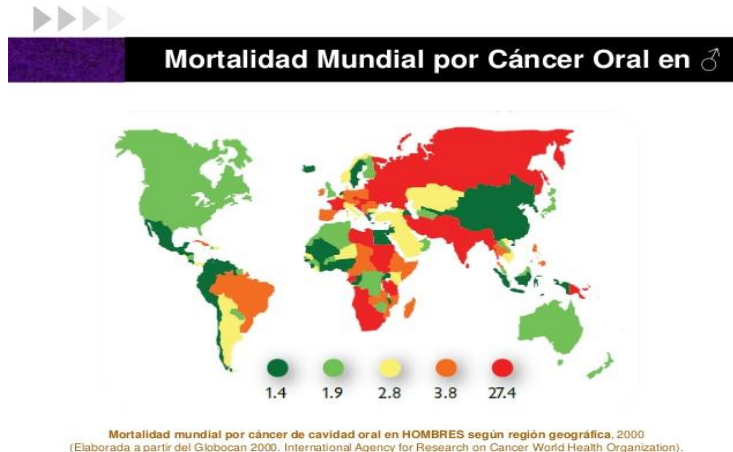 Mortalidad Mundial por Cáncer Oral en ♂
1.4 1.9 2.8 3.8 27.4
Mortalidad mundial por cáncer de cavidad oral en HOMBRES según región geográfica, 2000
(Elaborada a partir del Globocan 2000. International Agency for Research on Cancer World Health Organization).